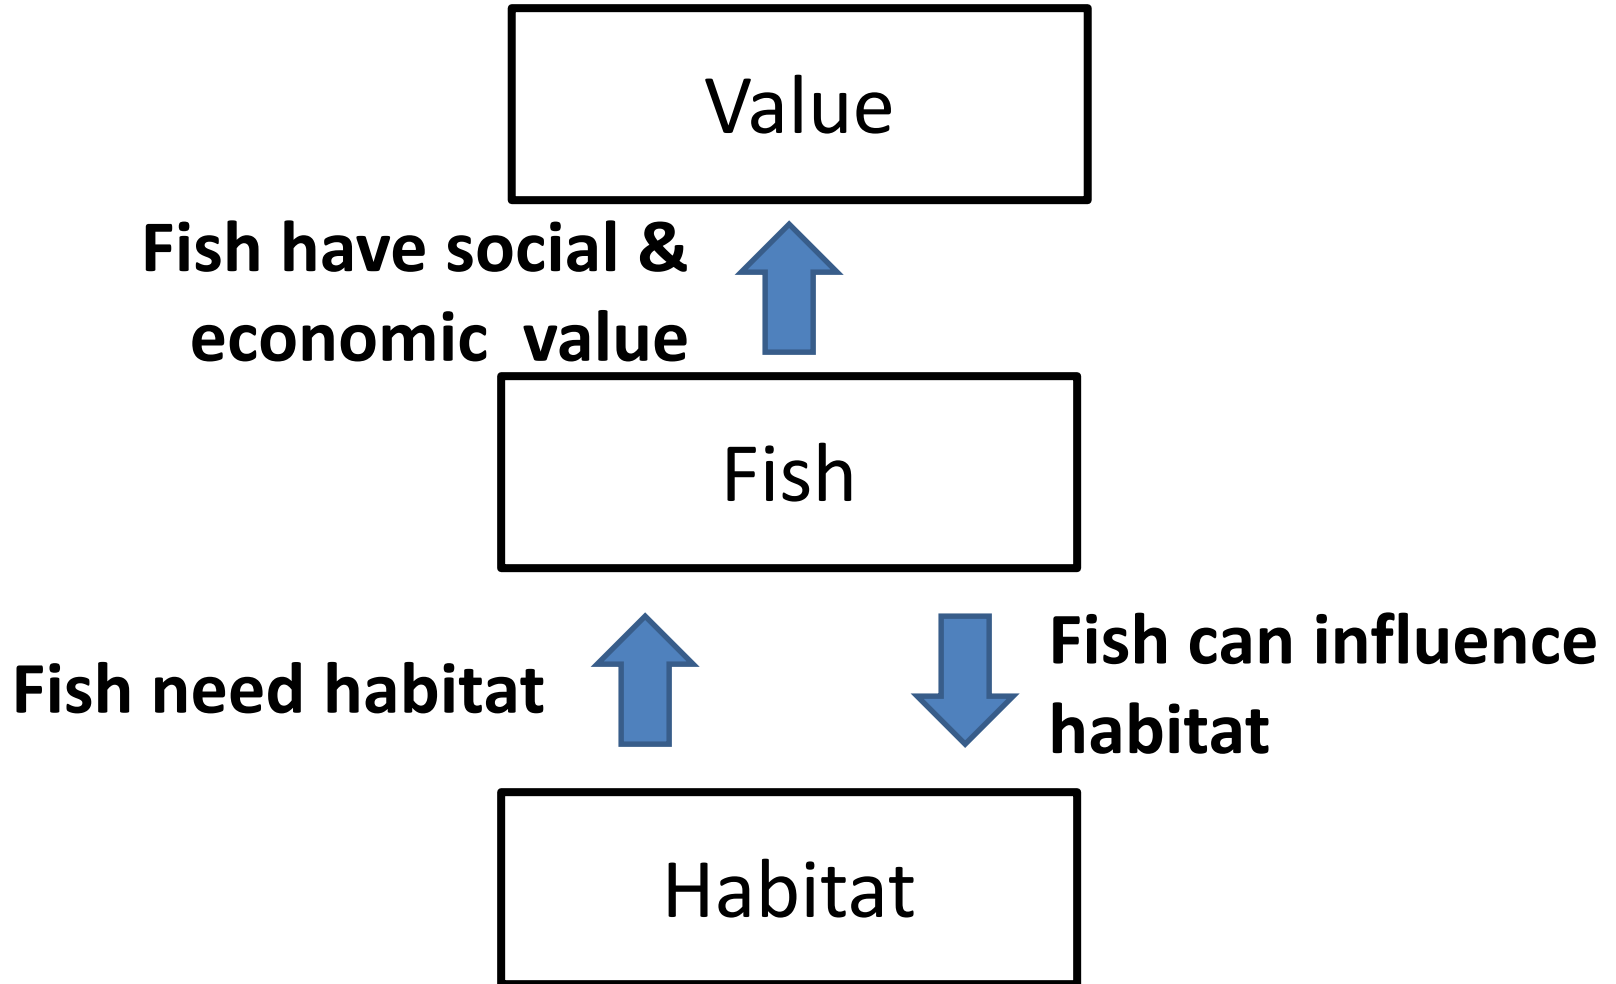 Value
Fish have social &
economic  value
Fish
Fish need habitat
Fish can influence
habitat
Habitat